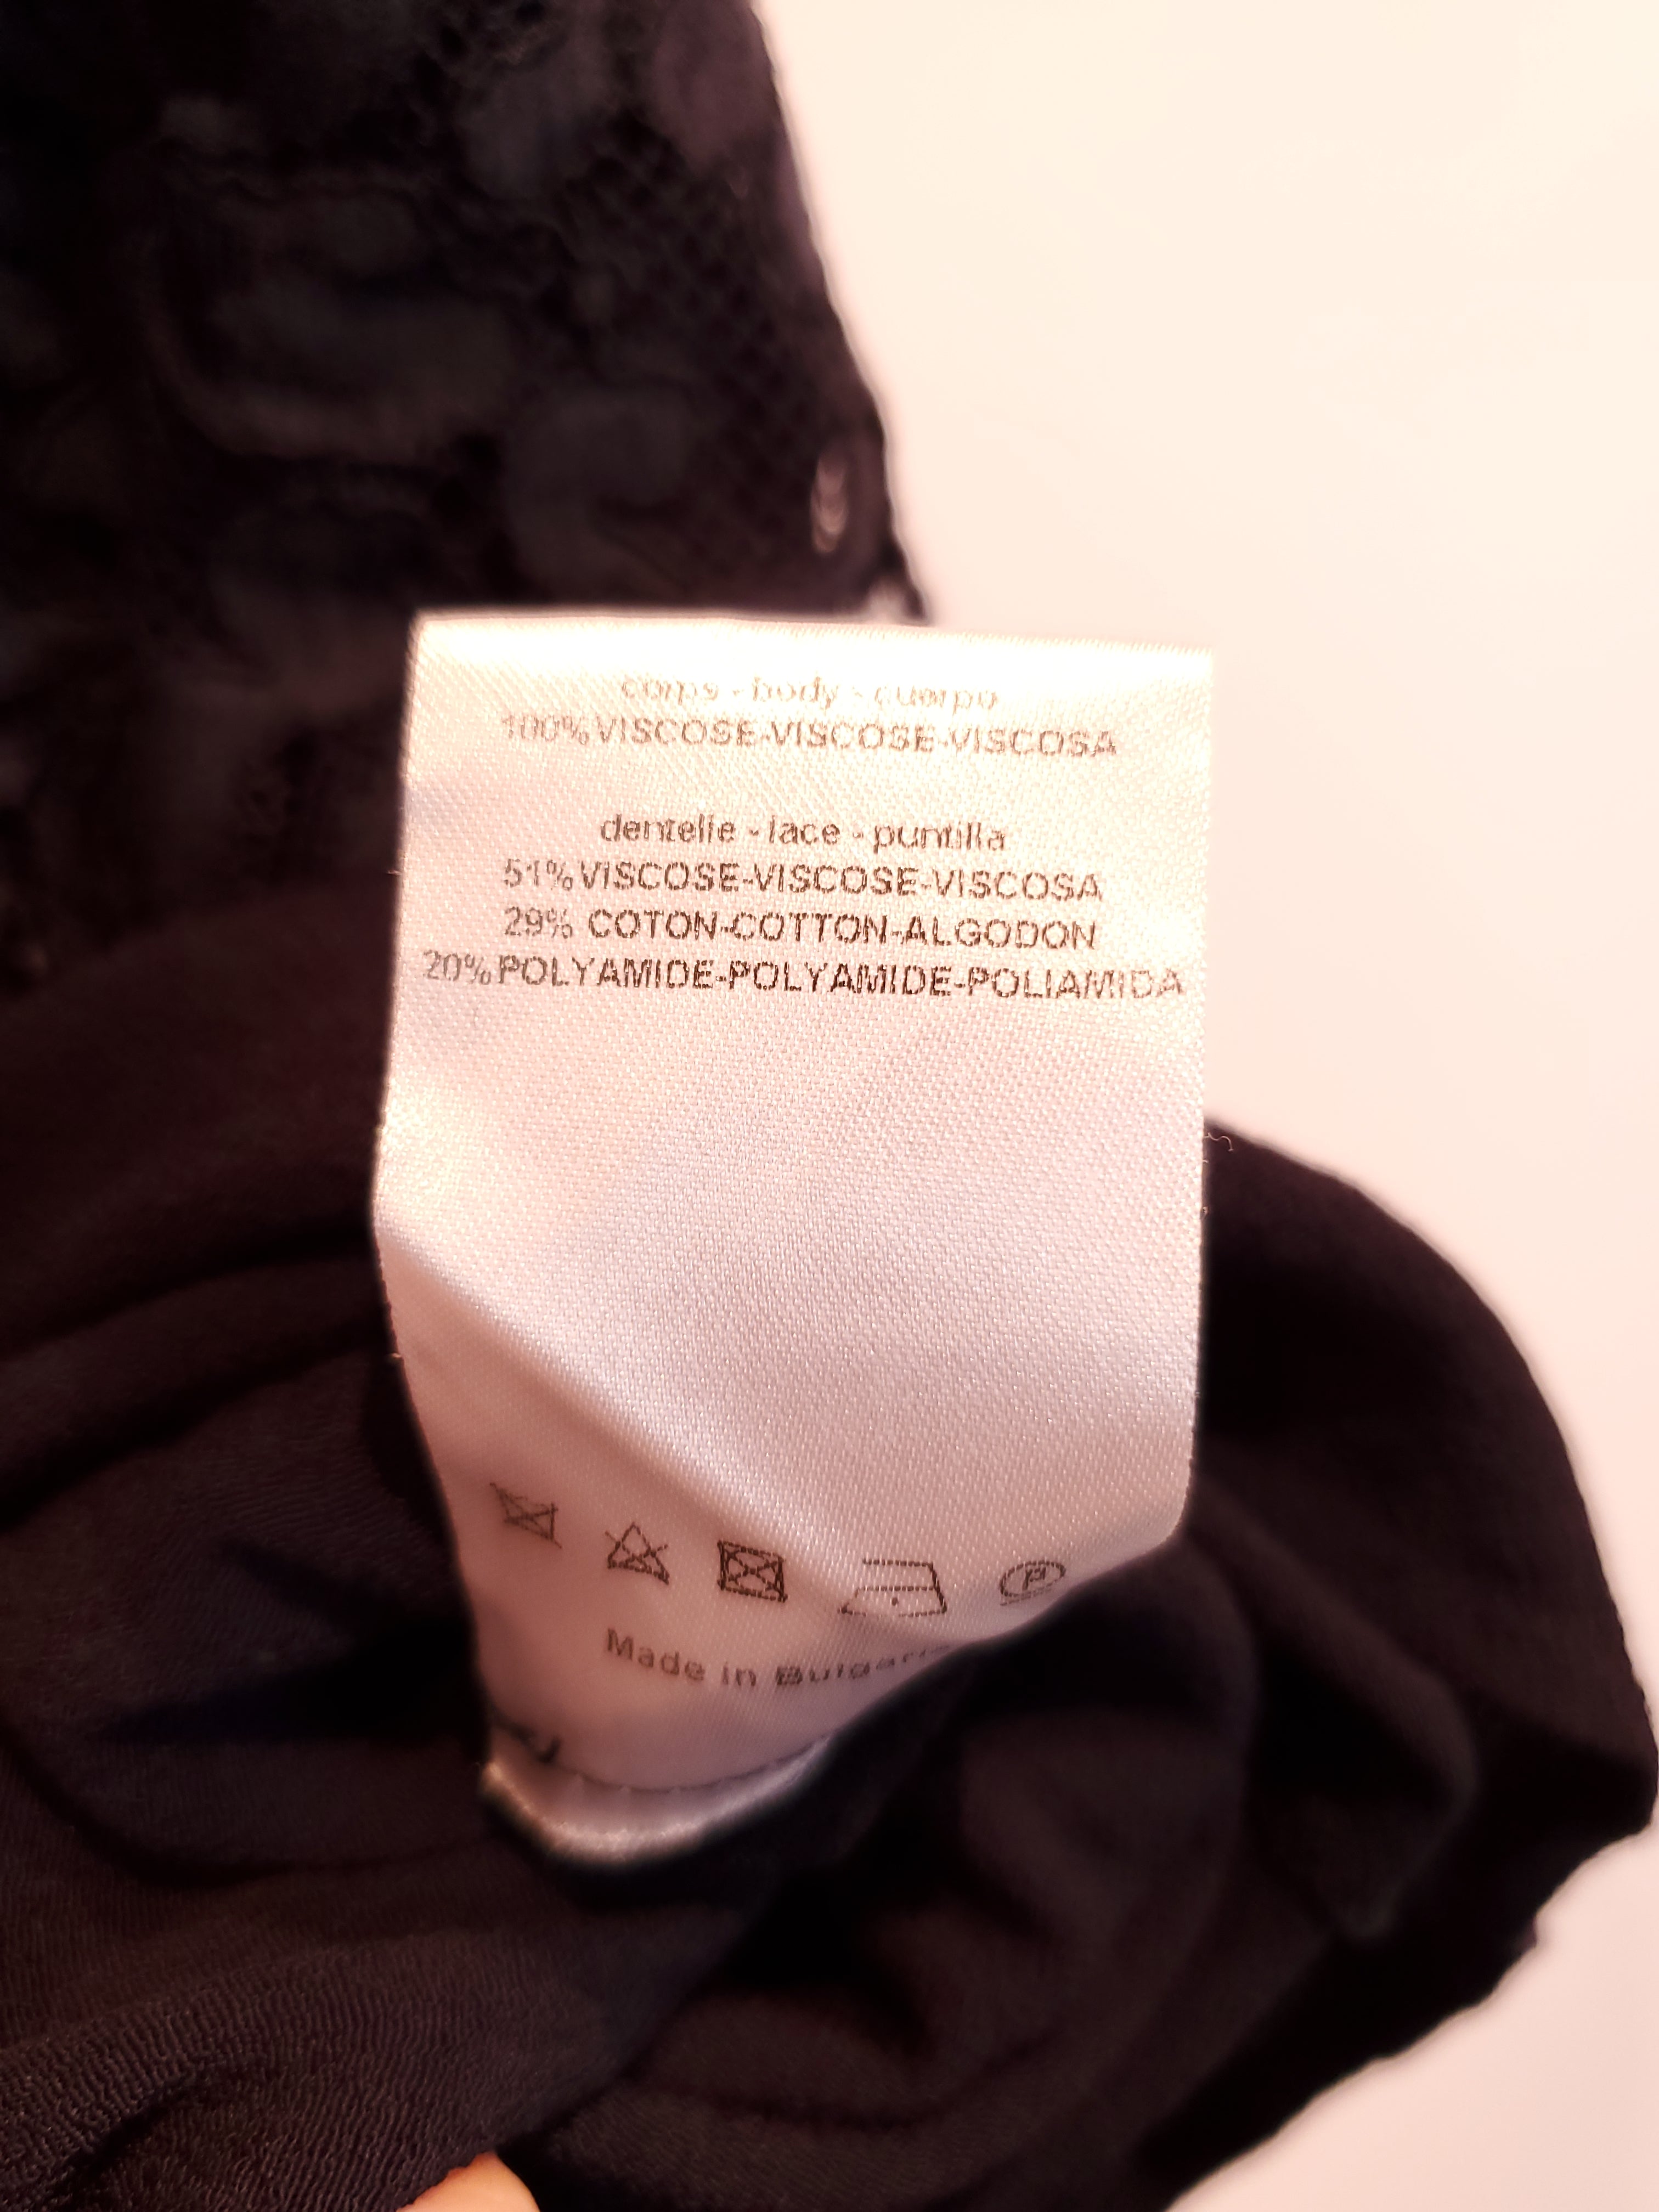 corps - body - cuerpo
100% VISCOSE-VISCOSE-VISCOSA
dentelle - lace - puntilla
51% VISCOSE-VISCOSE-VISCOSA
29% COTON-COTTON-ALGODON
20% POLYAMIDE-POLYAMIDE-POLIAMIDA
P
Made in Bulgaria